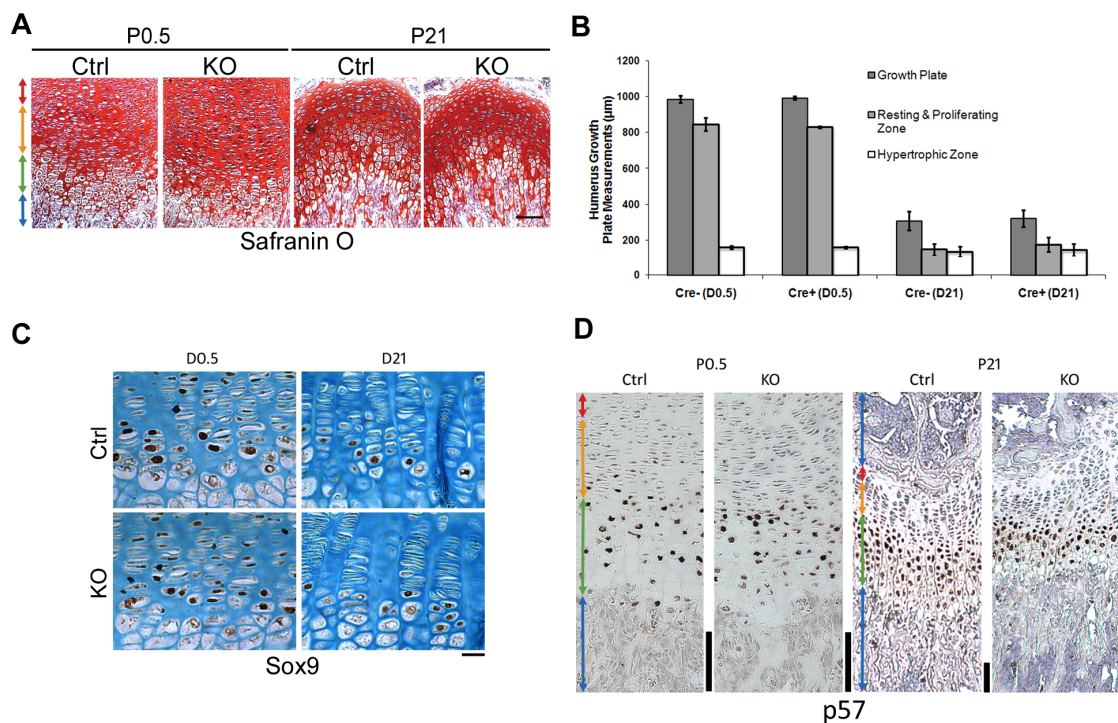 A
P0.5 P21
Ctrl KO Ctrl KO
Safranin O
B
Humerus Growth
Plate Measurements (µm)
1200
1000
800
600
400
200
0
Growth Plate
Resting & Proliferating
Zone
Hypertrophic Zone
Cre- (D0.5) Cre+ (D0.5) Cre- (D21) Cre+ (D21)
C
D0.5 D21
Ctrl
KO
Sox9
D
P0.5 P21
Ctrl KO Ctrl KO
p57